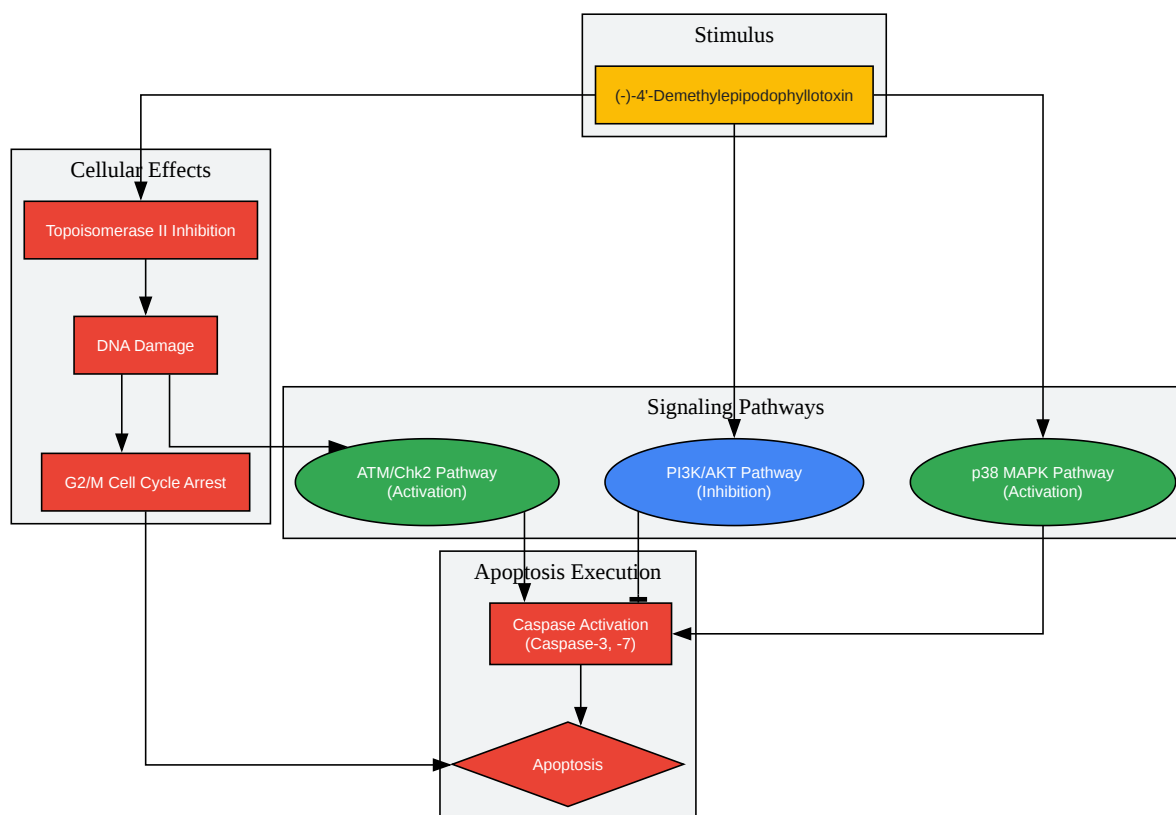 Stimulus
(-)-4'-Demethylepipodophyllotoxin
Cellular Effects
Topoisomerase II Inhibition
DNA Damage
G2/M Cell Cycle Arrest
Signaling Pathways
ATM/Chk2 Pathway
(Activation)
PI3K/AKT Pathway
(Inhibition)
p38 MAPK Pathway
(Activation)
Apoptosis Execution
Caspase Activation
(Caspase-3, -7)
Apoptosis